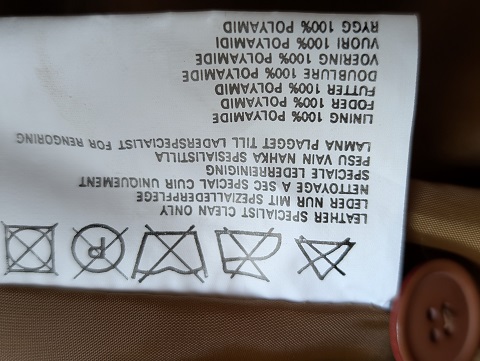 P
LEATHER SPECIALIST CLEAN ONLY
LEDER NUR MIT SPEZIALLEDERPFLEGE
NETTOYAGE A SEC SPECIAL CUIR UNIQUEMENT
SPECIALE LEDERREINIGING
PESU VAIN NAHKA SPESIALISTILLA
LAMNA PLAGGET TILL LADERSPECIALIST FOR RENGORING
LINING 100% POLYAMID
FODER 100% POLYAMID
FUTTER 100% POLYAMID
DOUBLURE 100% POLYAMIDE
VOERING 100% POLYAMIDE
VUORI 100% POLYAMIDI
RYGG 100% POLYAMID